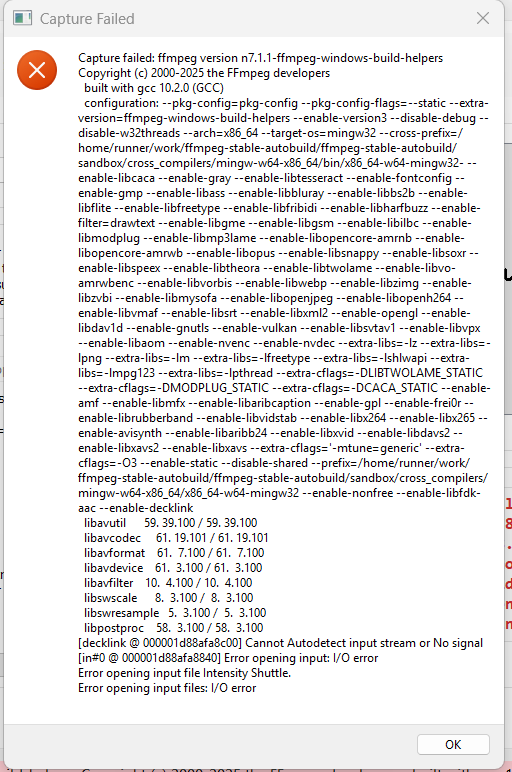 Capture Failed
Capture failed: ffmpeg version n7.1.1-ffmpeg-windows-build-helpers
Copyright (c) 2000-2025 the FFmpeg developers
built with gcc 10.2.0 (GCC)
configuration: --pkg-config=pkg-config --pkg-config-flags=--static --extra-
version=ffmpeg-windows-build-helpers --enable-version3 --disable-debug --
disable-w32threads --arch=x86_64 --target-os=mingw32 --cross-prefix=/
home/runner/work/ffmpeg-stable-autobuild/ffmpeg-stable-autobuild/
sandbox/cross_compilers/mingw-w64-x86_64/bin/x86_64-w64-mingw32- --
enable-libcaca --enable-gray --enable-libtesseract --enable-fontconfig --
enable-gmp --enable-libass --enable-libbluray --enable-libbs2b --enable-
libflite --enable-libfreetype --enable-libfribidi --enable-libharfbuzz --enable-
filter=drawtext --enable-libgme --enable-libgsm --enable-libilbc --enable-
libmodplug --enable-libmp3lame --enable-libopencore-amrnb --enable-
libopencore-amrwb --enable-libopus --enable-libsnappy --enable-libsoxr --
enable-libspeex --enable-libtheora --enable-libtwolame --enable-libvo-
amrwbenc --enable-libvorbis --enable-libwebp --enable-libzimg --enable-
libzvbi --enable-libmysofa --enable-libopenjpeg --enable-libopenh264 --
enable-libvmaf --enable-libsrt --enable-libxml2 --enable-opengl --enable-
libdav1d --enable-gnutls --enable-vulkan --enable-libsvtav1 --enable-libvpx
--enable-libaom --enable-nvenc --enable-nvdec --extra-libs=-lz --extra-libs=-
lpng --extra-libs=-lm --extra-libs=-lfreetype --extra-libs=-lshlwapi --extra-
libs=-lmpg123 --extra-libs=-lpthread --extra-cflags=-DLIBTWOLAME_STATIC
--extra-cflags=-DMODPLUG_STATIC --extra-cflags=-DCACA_STATIC --enable-
amf --enable-libmfx --enable-libaribcaption --enable-gpl --enable-frei0r --
enable-librubberband --enable-libvidstab --enable-libx264 --enable-libx265 --
enable-avisynth --enable-libaribb24 --enable-libxvid --enable-libdavs2 --
enable-libxavs2 --enable-libxavs --extra-cflags='-mtune=generic' --extra-
cflags=-O3 --enable-static --disable-shared --prefix=/home/runner/work/
ffmpeg-stable-autobuild/ffmpeg-stable-autobuild/sandbox/cross_compilers/
mingw-w64-x86_64/x86_64-w64-mingw32 --enable-nonfree --enable-libfdk-
aac --enable-decklink
libavutil 59. 39.100 / 59. 39.100
libavcodec 61. 19.101 / 61. 19.101
libavformat 61. 7.100 / 61. 7.100
libavdevice 61. 3.100 / 61. 3.100
libavfilter 10. 4.100 / 10. 4.100
libswscale 8. 3.100 / 8. 3.100
libswresample 5. 3.100 / 5. 3.100
libpostproc 58. 3.100 / 58. 3.100
[decklink @ 000001d88afa8c00] Cannot Autodetect input stream or No signal
[in#0 @ 000001d88afa8840] Error opening input: I/O error
Error opening input file Intensity Shuttle.
Error opening input files: I/O error
OK